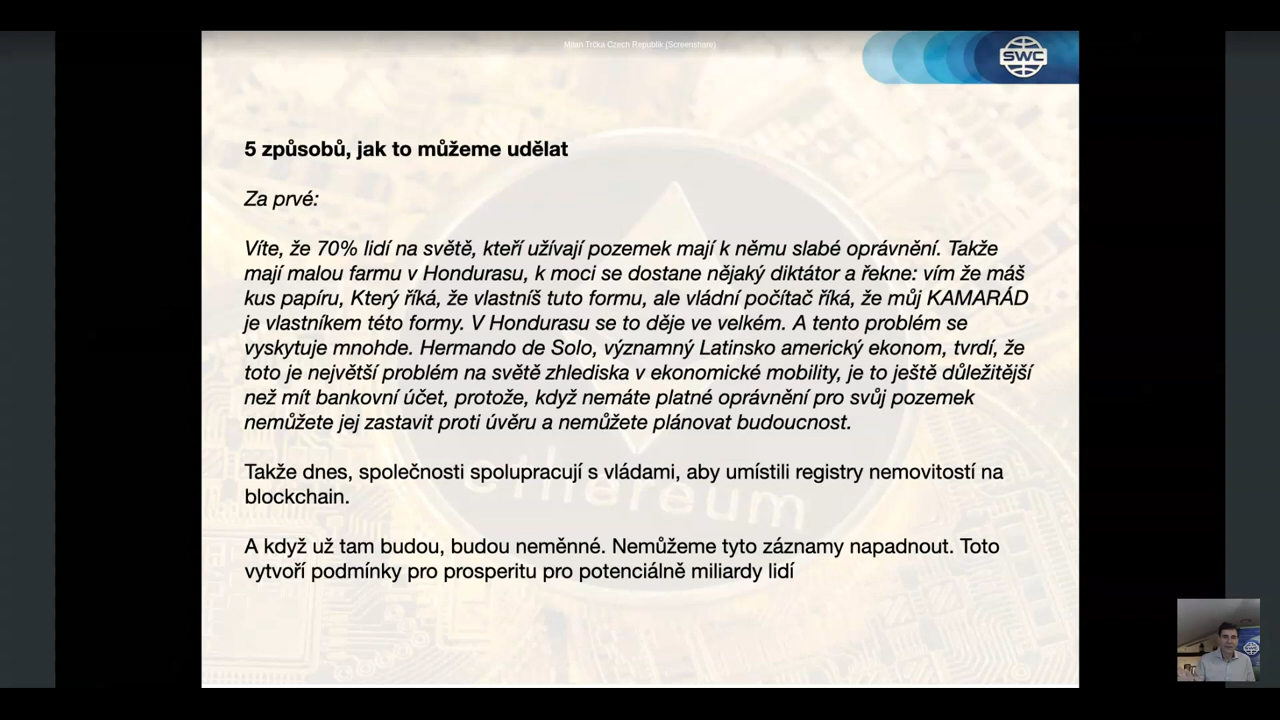 Milan Trčka Czech Republik (Screenshare)
SWC
5 způsobů, jak to můžeme udělat
Za prvé:
Víte, že 70% lidí na světě, kteří užívají pozemek mají k němu slabé oprávnění. Takže
mají malou farmu v Hondurasu, k moci se dostane nějaký diktátor a řekne: vím že máš
kus papíru, Který říká, že vlastníš tuto formu, ale vládní počítač říká, že můj KAMARÁD
je vlastníkem této formy. V Hondurasu se to děje ve velkém. A tento problém se
vyskytuje mnohde. Hermando de Solo, významný Latinsko americký ekonom, tvrdí, že
toto je největší problém na světě zhlediska v ekonomické mobility, je to ještě důležitější
než mít bankovní účet, protože, když nemáte platné oprávnění pro svůj pozemek
nemůžete jej zastavit proti úvěru a nemůžete plánovat budoucnost.
Takže dnes, společnosti spolupracují s vládami, aby umístili registry nemovitostí na
blockchain.
ethereum
A když už tam budou, budou neměnné. Nemůžeme tyto záznamy napadnout. Toto
vytvoří podmínky pro prosperitu pro potenciálně miliardy lidí
SWC